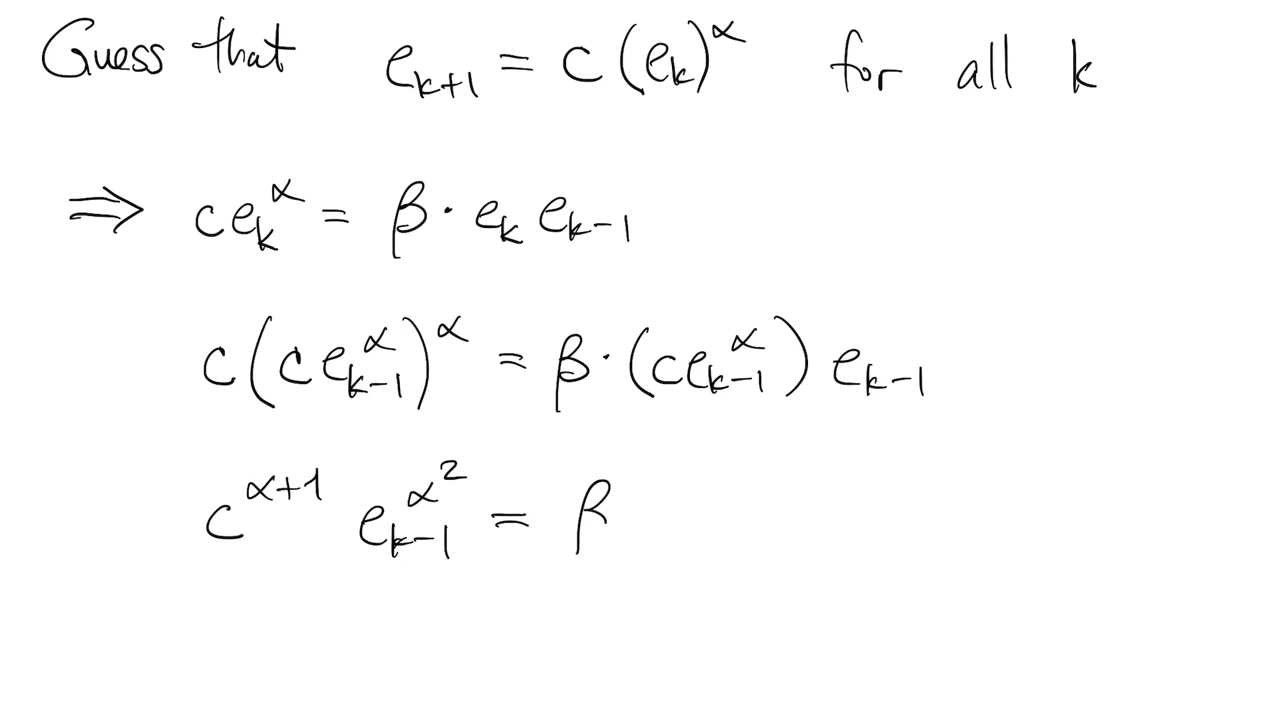 Guess that e_{k+1} = c(e_k)^α for all k
⇒ ce_k^α = β · e_k e_{k-1}
c(ce_{k-1}^α)^α = β · (ce_{k-1}^α) e_{k-1}
c^{α+1} e_{k-1}^{α^2} = β